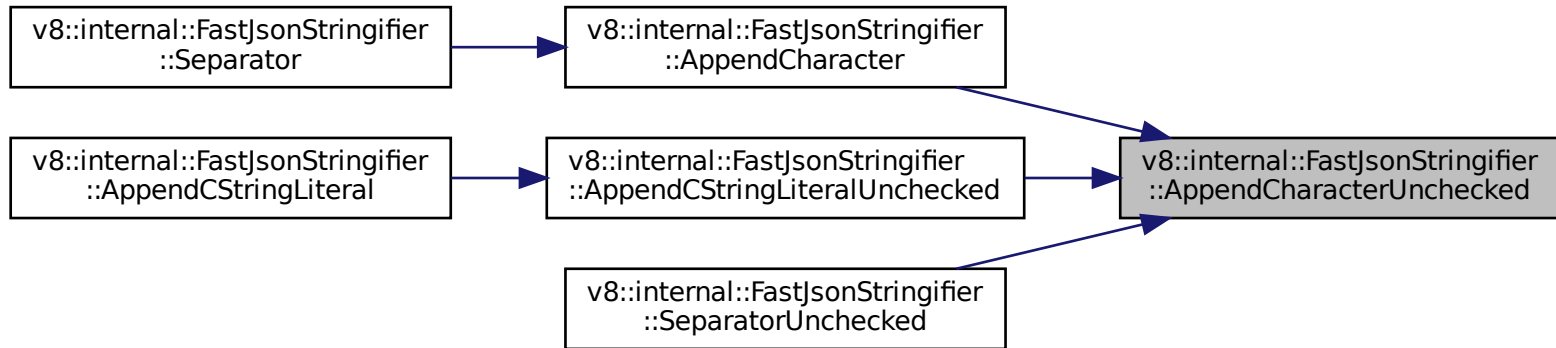 v8::internal::FastJsonStringifier
::Separator
v8::internal::FastJsonStringifier
::AppendCharacter
v8::internal::FastJsonStringifier
::AppendCStringLiteral
v8::internal::FastJsonStringifier
::AppendCStringLiteralUnchecked
v8::internal::FastJsonStringifier
::AppendCharacterUnchecked
v8::internal::FastJsonStringifier
::SeparatorUnchecked